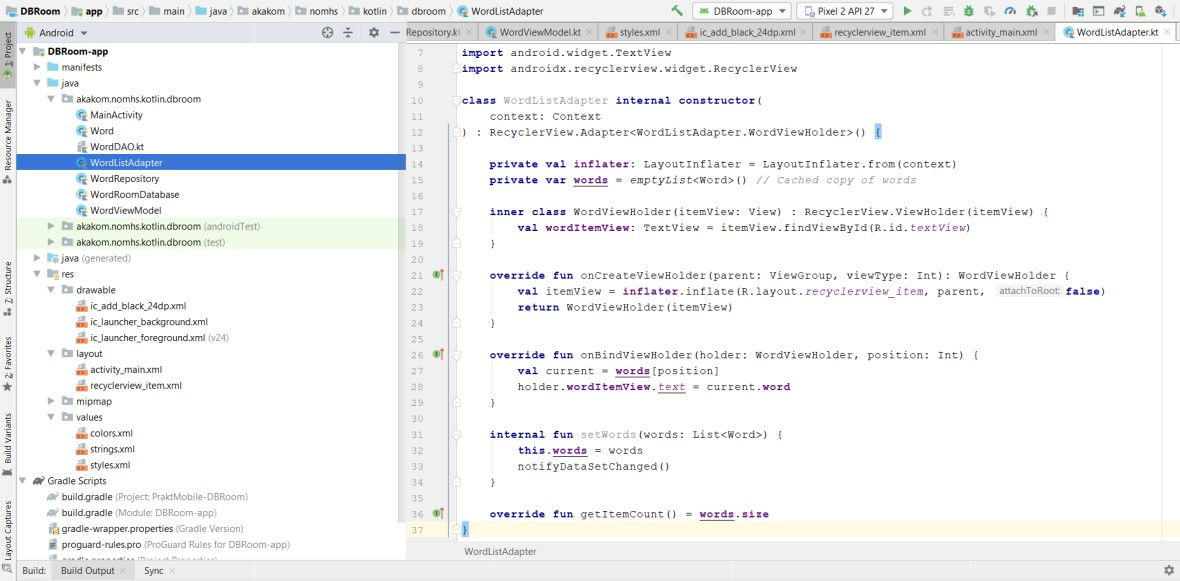 DBRoom app src main java akakom nomhs kotlin dbroom WordListAdapter DBRoom-app Pixel 2 API 27
Android
Repository.kt WordViewModel.kt styles.xml ic_add_black_24dp.xml recyclerview_item.xml activity_main.xml WordListAdapter.kt
1: Project
Resource Manager
7: Structure
2: Favorites
Build Variants
Layout Captures
DBRoom-app
manifests
java
akakom.nomhs.kotlin.dbroom
MainActivity
Word
WordDAO.kt
WordListAdapter
WordRepository
WordRoomDatabase
WordViewModel
akakom.nomhs.kotlin.dbroom (androidTest)
akakom.nomhs.kotlin.dbroom (test)
java (generated)
res
drawable
ic_add_black_24dp.xml
ic_launcher_background.xml
ic_launcher_foreground.xml (v24)
layout
activity_main.xml
recyclerview_item.xml
mipmap
values
colors.xml
strings.xml
styles.xml
Gradle Scripts
build.gradle (Project: PraktMobile-DBRoom)
build.gradle (Module: DBRoom-app)
gradle-wrapper.properties (Gradle Version)
proguard-rules.pro (ProGuard Rules for DBRoom-app)
gradle.properties (Project Properties)
7 import android.widget.TextView
8 import androidx.recyclerview.widget.RecyclerView
9
10 class WordListAdapter internal constructor(
11 context: Context
12 ) : RecyclerView.Adapter<WordListAdapter.WordViewHolder>() {
13
14 private val inflater: LayoutInflater = LayoutInflater.from(context)
15 private var words = emptyList<Word>() // Cached copy of words
16
17 inner class WordViewHolder(itemView: View) : RecyclerView.ViewHolder(itemView) {
18 val wordItemView: TextView = itemView.findViewById(R.id.textView)
19 }
20
21 override fun onCreateViewHolder(parent: ViewGroup, viewType: Int): WordViewHolder {
22 val itemView = inflater.inflate(R.layout.recyclerview_item, parent, attachToRoot: false)
23 return WordViewHolder(itemView)
24 }
25
26 override fun onBindViewHolder(holder: WordViewHolder, position: Int) {
27 val current = words[position]
28 holder.wordItemView.text = current.word
29 }
30
31 internal fun setWords(words: List<Word>) {
32 this.words = words
33 notifyDataSetChanged()
34 }
35
36 override fun getItemCount() = words.size
37 }
WordListAdapter
Build: Build Output Sync